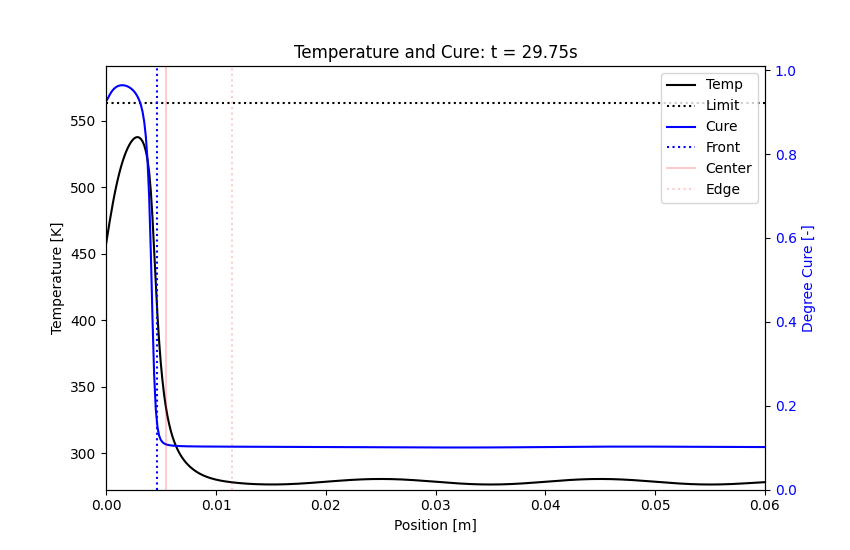 Temperature and Cure: t = 29.75s
Temperature [K]
550
500
450
400
350
300
Temp
Limit
Cure
Front
Center
Edge
1.0
0.8
0.6
0.4
0.2
0.0
Degree Cure [-]
0.00 0.01 0.02 0.03 0.04 0.05 0.06
Position [m]